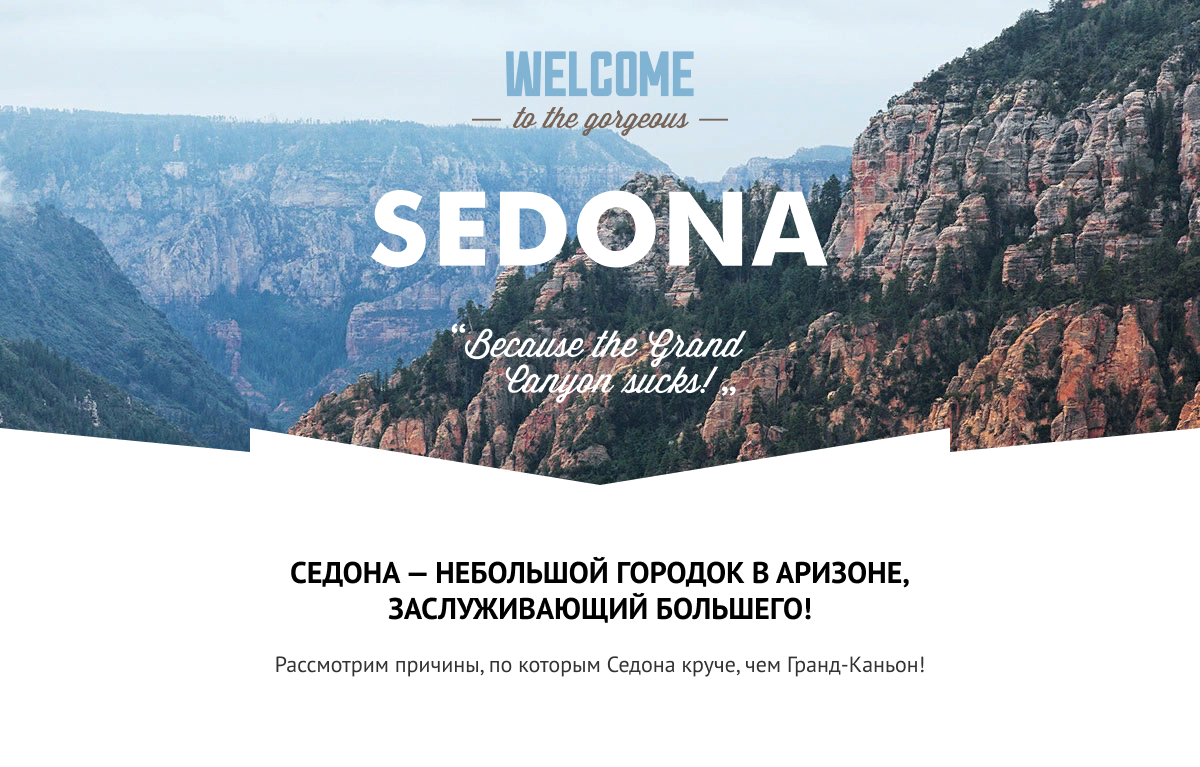 WELCOME
— to the gorgeous —
SEDONA
“Because the Grand
Canyon sucks! „
СЕДОНА — НЕБОЛЬШОЙ ГОРОДОК В АРИЗОНЕ,
ЗАСЛУЖИВАЮЩИЙ БОЛЬШЕГО!
Рассмотрим причины, по которым Седона круче, чем Гранд-Каньон!